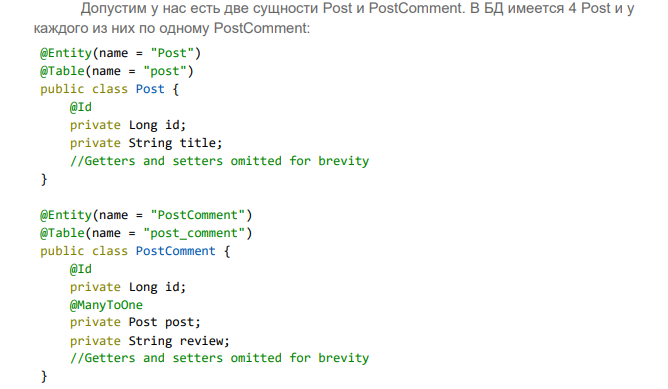 Допустим у нас есть две сущности Post и PostComment. В БД имеется 4 Post и у
каждого из них по одному PostComment:
@Entity(name = "Post")
@Table(name = "post")
public class Post {
    @Id
    private Long id;
    private String title;
    //Getters and setters omitted for brevity
}

@Entity(name = "PostComment")
@Table(name = "post_comment")
public class PostComment {
    @Id
    private Long id;
    @ManyToOne
    private Post post;
    private String review;
    //Getters and setters omitted for brevity
}